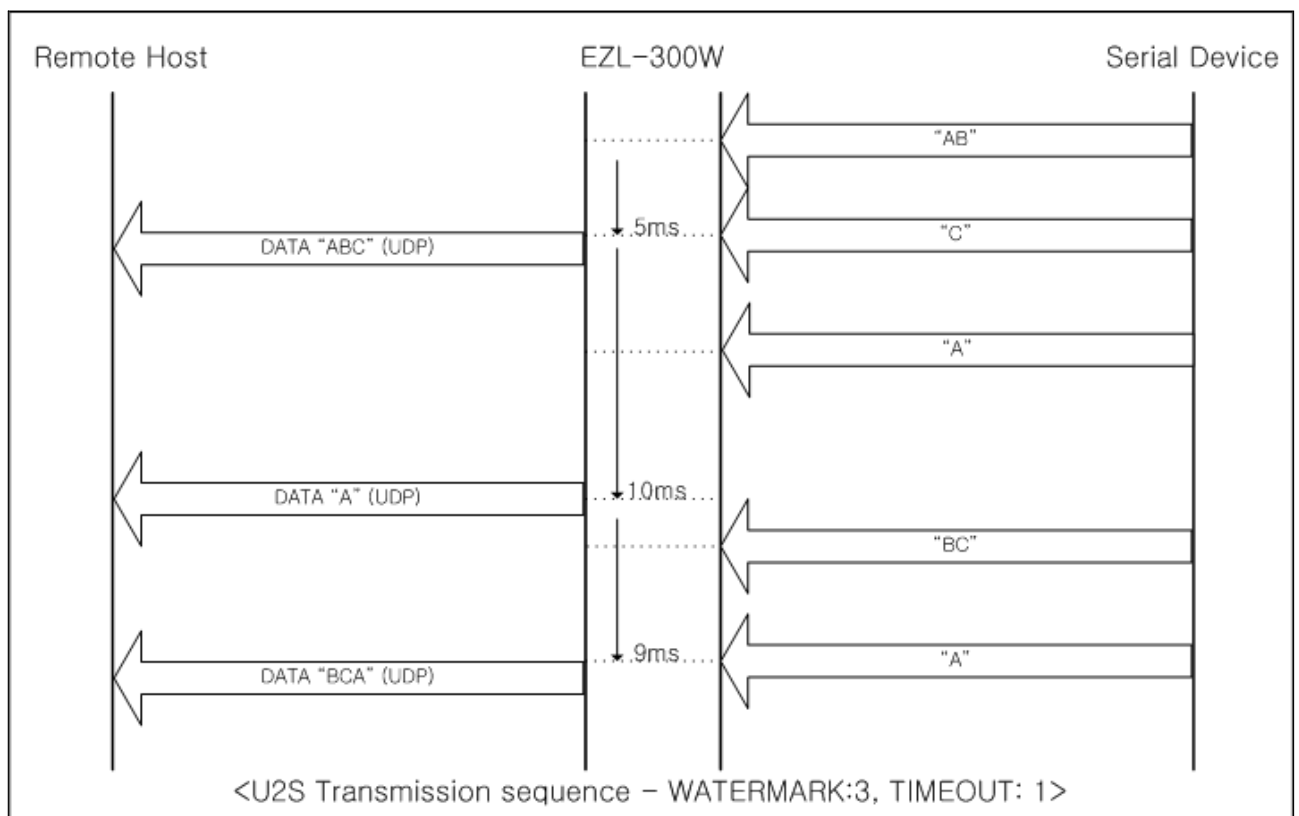 Remote Host
EZL-300W
Serial Device
"AB"
5ms
"C"
DATA "ABC" (UDP)
"A"
10ms
DATA "A" (UDP)
"BC"
9ms
"A"
DATA "BCA" (UDP)
<U2S Transmission sequence - WATERMARK:3, TIMEOUT: 1>